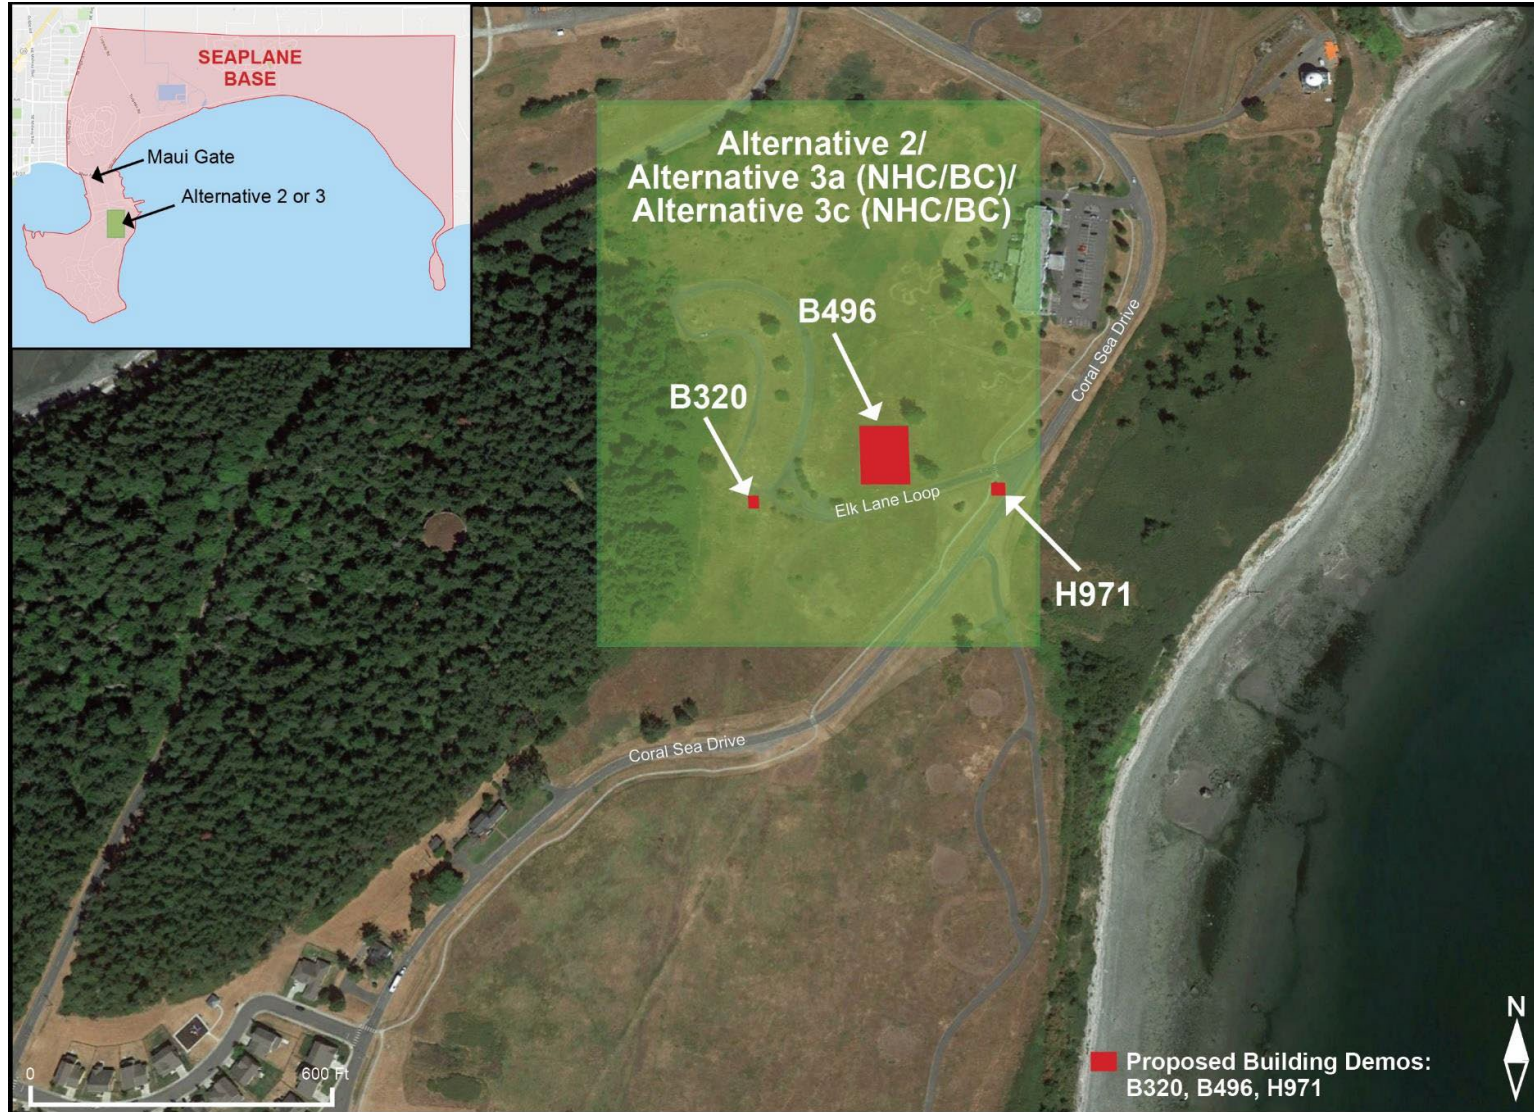 SEAPLANE
BASE
Maui Gate
Alternative 2 or 3
Alternative 2/
Alternative 3a (NHC/BC)/
Alternative 3c (NHC/BC)
B496
B320
Coral Sea Drive
Elk Lane Loop
H971
Coral Sea Drive
0
600 Ft
N
Proposed Building Demos:
B320, B496, H971